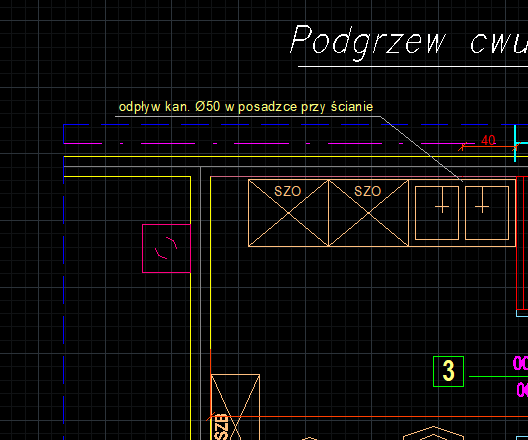 Podgrzew cwu
odpływ kan. Ø50 w posadzce przy ścianie
40
SZO SZO
3
SZB